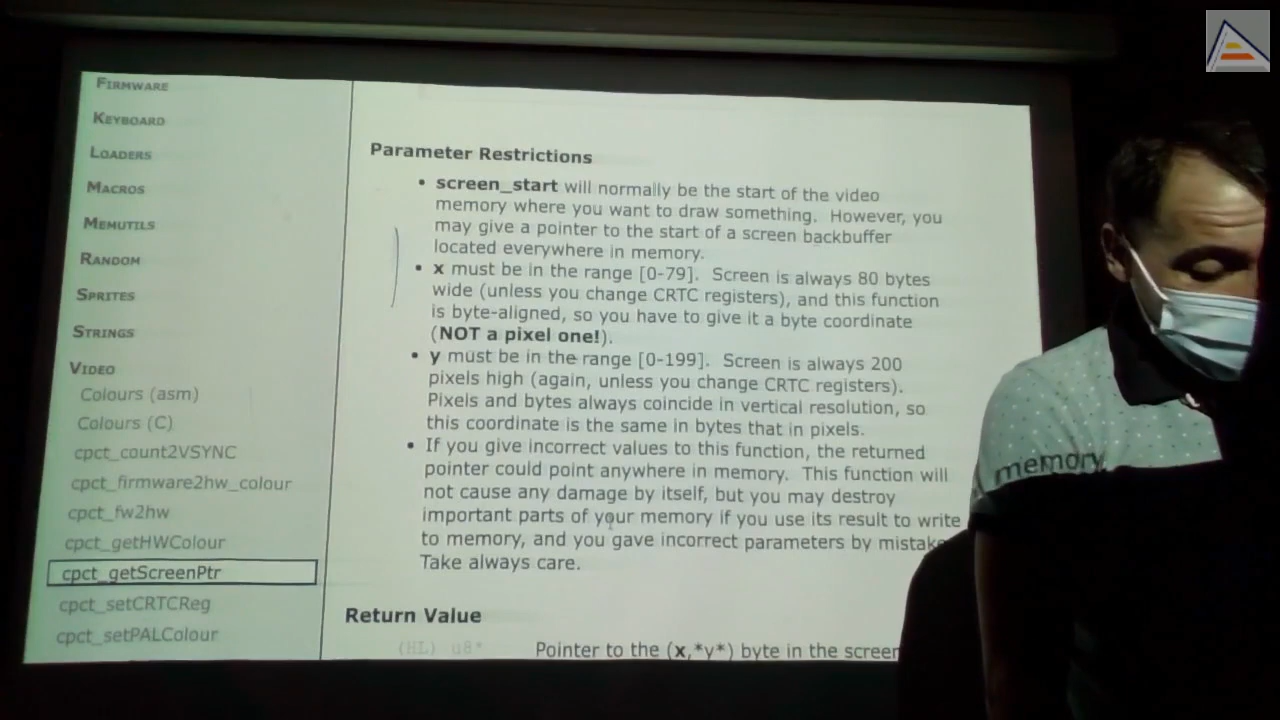 FIRMWARE
KEYBOARD
LOADERS
MACROS
MEMUTILS
RANDOM
SPRITES
STRINGS
VIDEO
Colours (asm)
Colours (C)
cpct_count2VSYNC
cpct_firmware2hw_colour
cpct_fw2hw
cpct_getHWColour
cpct_getScreenPtr
cpct_setCRTCReg
cpct_setPALColour
Parameter Restrictions
• screen_start will normally be the start of the video
memory where you want to draw something. However, you
may give a pointer to the start of a screen backbuffer
located everywhere in memory.
• x must be in the range [0-79]. Screen is always 80 bytes
wide (unless you change CRTC registers), and this function
is byte-aligned, so you have to give it a byte coordinate
(NOT a pixel one!).
• y must be in the range [0-199]. Screen is always 200
pixels high (again, unless you change CRTC registers).
Pixels and bytes always coincide in vertical resolution, so
this coordinate is the same in bytes that in pixels.
• If you give incorrect values to this function, the returned
pointer could point anywhere in memory. This function will
not cause any damage by itself, but you may destroy
important parts of your memory if you use its result to write
to memory, and you gave incorrect parameters by mistak
Take always care.
Return Value
(HL) u8* Pointer to the (x,*y*) byte in the screen
memory